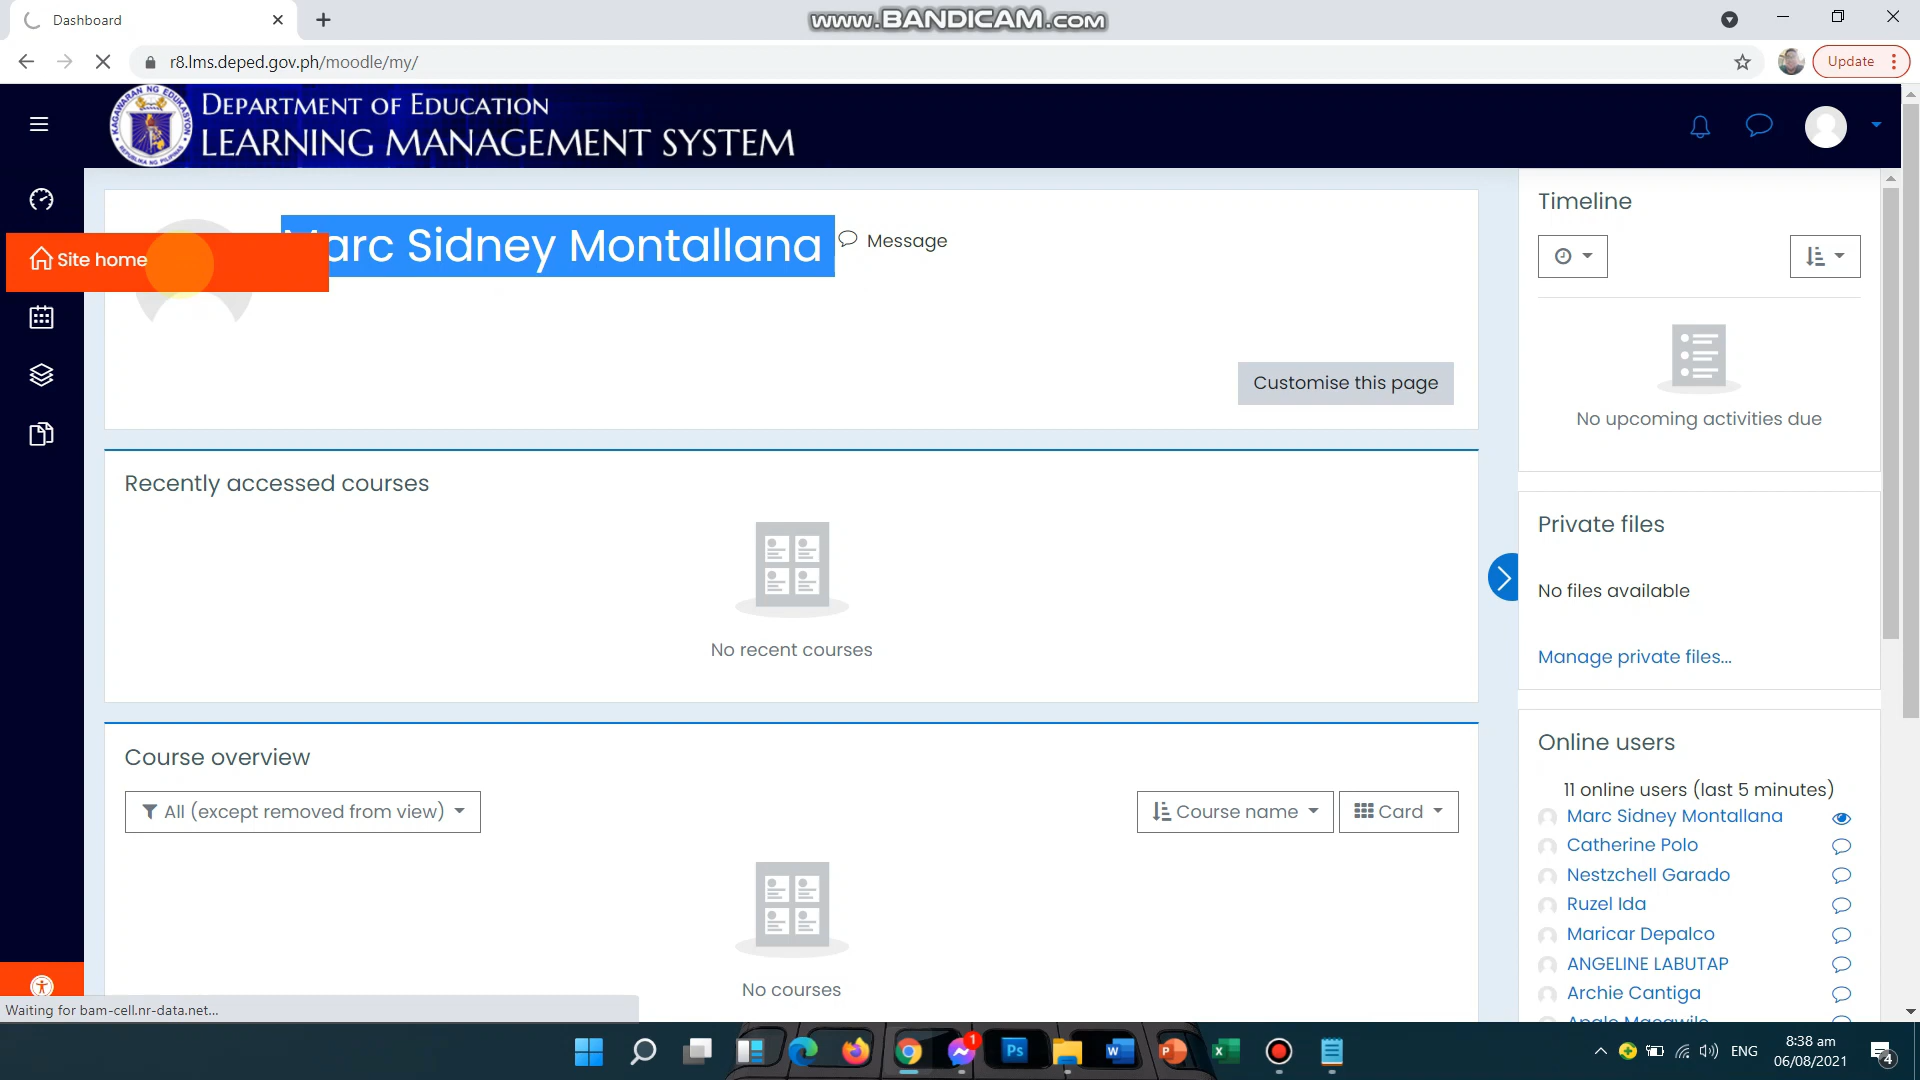 Dashboard
www.BANDICAM.com
r8.lms.deped.gov.ph/moodle/my/
Update
DEPARTMENT OF EDUCATION
LEARNING MANAGEMENT SYSTEM
Site home
Marc Sidney Montallana
Message
Customise this page
Recently accessed courses
No recent courses
Course overview
All (except removed from view)
Course name
Card
No courses
Timeline
No upcoming activities due
Private files
No files available
Manage private files...
Online users
11 online users (last 5 minutes)
Marc Sidney Montallana
Catherine Polo
Nestzchell Garado
Ruzel Ida
Maricar Depalco
ANGELINE LABUTAP
Archie Cantiga
Waiting for bam-cell.nr-data.net...
1
Ps
ENG
8:38 am
06/08/2021
4